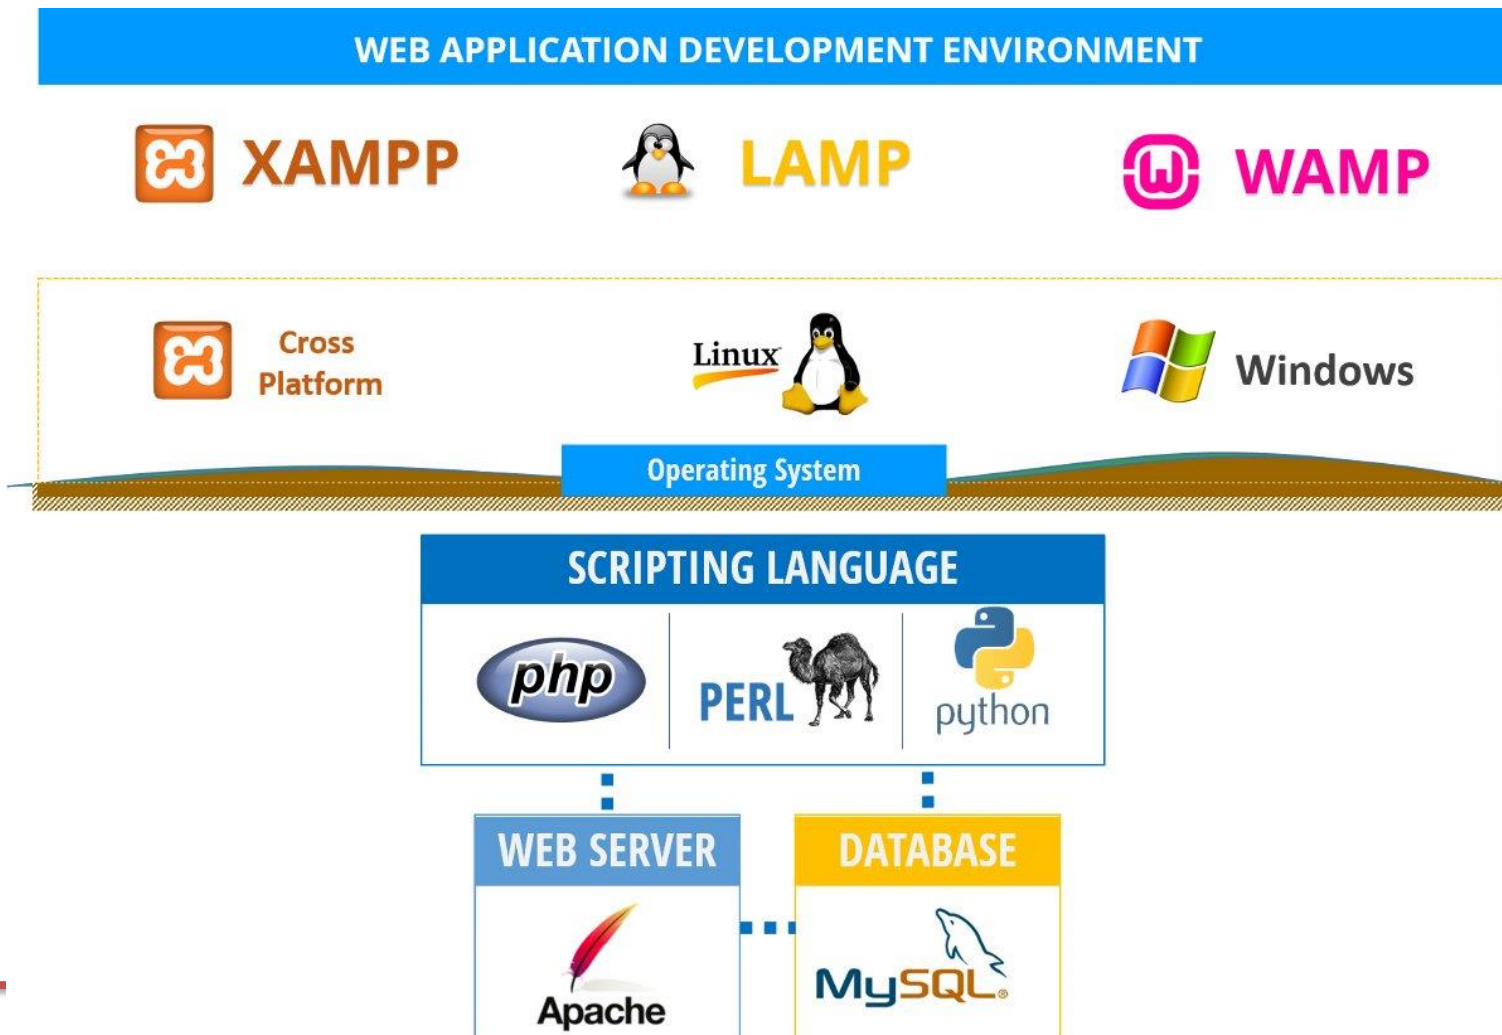 WEB APPLICATION DEVELOPMENT ENVIRONMENT
XAMPP
LAMP
WAMP
Cross
Platform
Linux
Windows
Operating System
SCRIPTING LANGUAGE
php
PERL
python
WEB SERVER
DATABASE
Apache
MySQL®